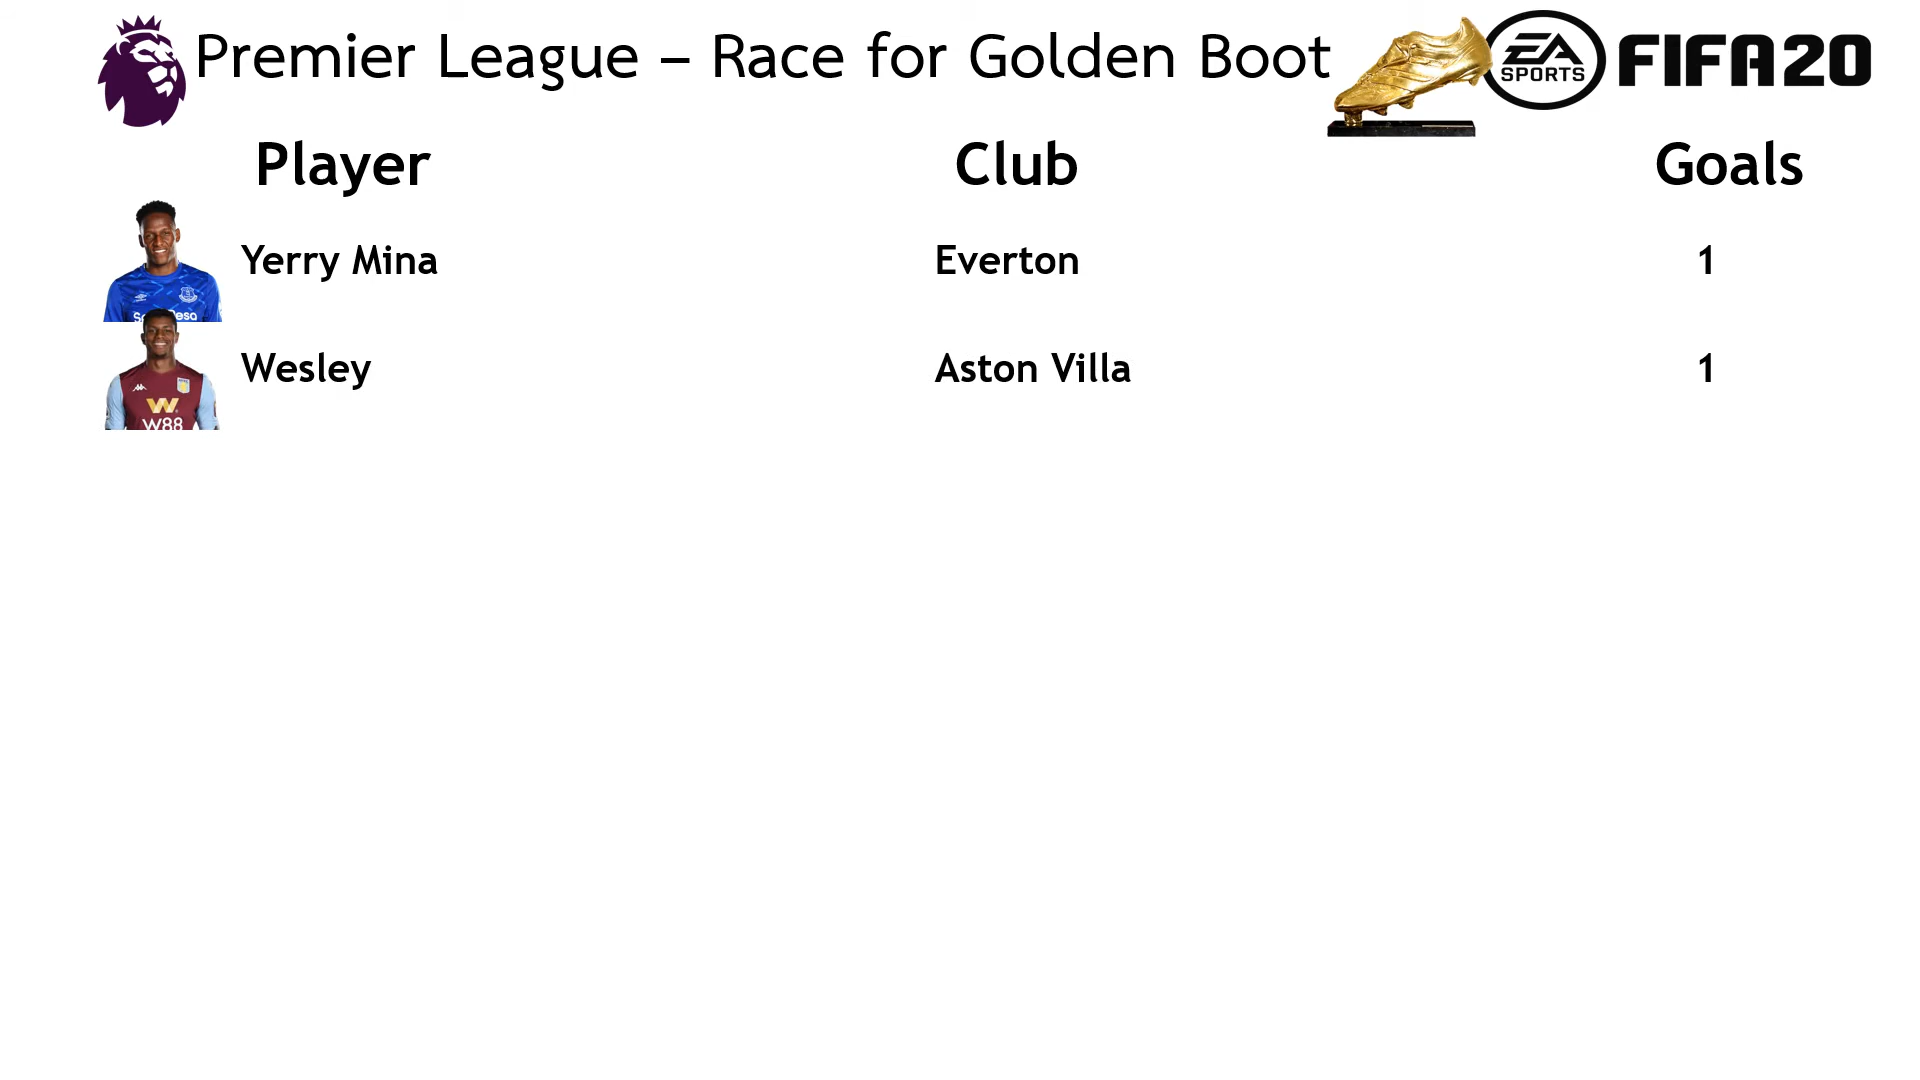 Premier League – Race for Golden Boot
EA SPORTS FIFA20
Player Club Goals
Yerry Mina Everton 1
Wesley Aston Villa 1
W88